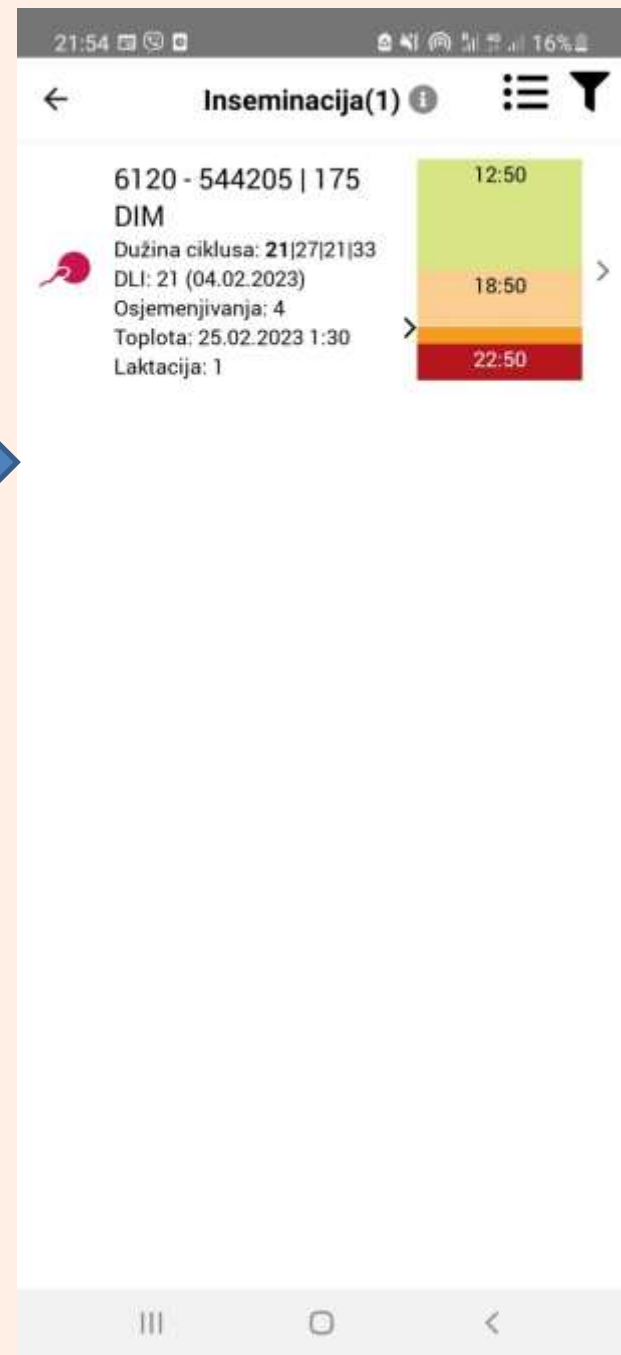 21:54
16%
Inseminacija(1)
6120 - 544205 | 175
DIM
Dužina ciklusa: 21|27|21|33
DLI: 21 (04.02.2023)
Osjemenjivanja: 4
Toplota: 25.02.2023 1:30
Laktacija: 1
12:50
18:50
22:50